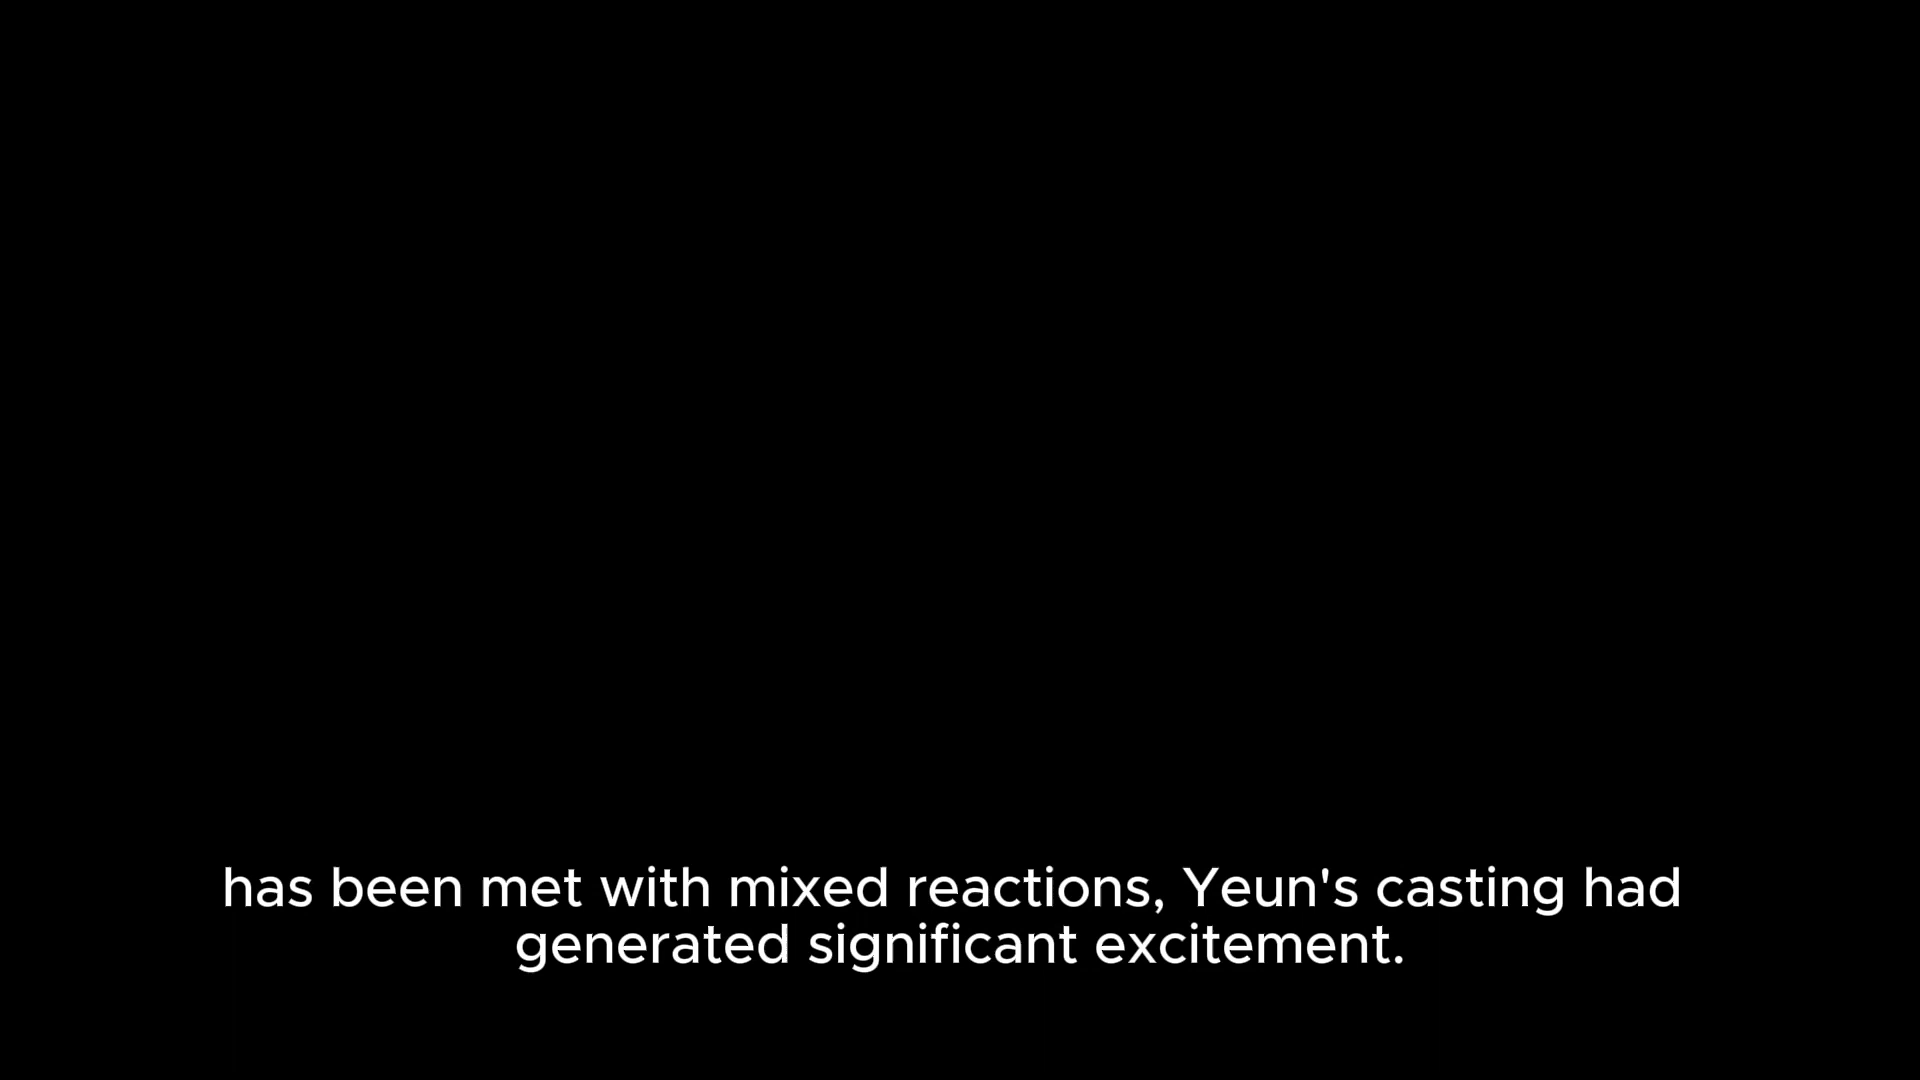 has been met with mixed reactions, Yeun's casting had
generated significant excitement.